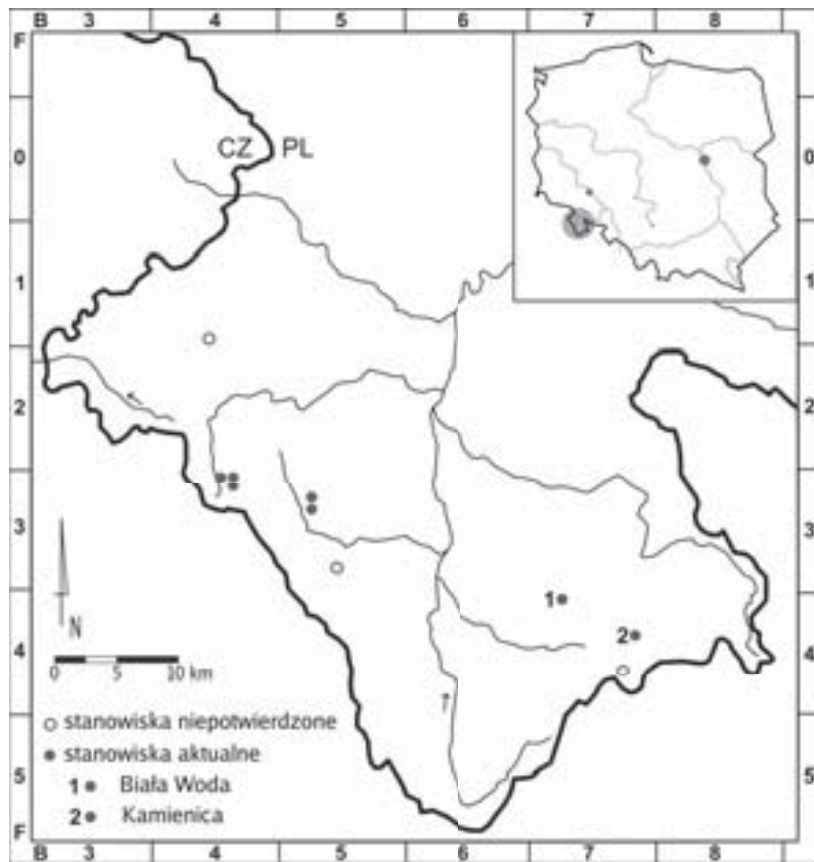 B 3 4 5 6 7 8 B
F F
0 CZ PL 0
1 1
2 2
3 3
1
N 2
4 4
0 5 10 km
stanowiska niepotwierdzone
stanowiska aktualne
5 5
1 Biała Woda
2 Kamienica
F F
B 3 4 5 6 7 8 B